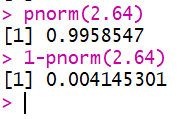 > pnorm(2.64)
[1] 0.9958547
> 1-pnorm(2.64)
[1] 0.004145301
>